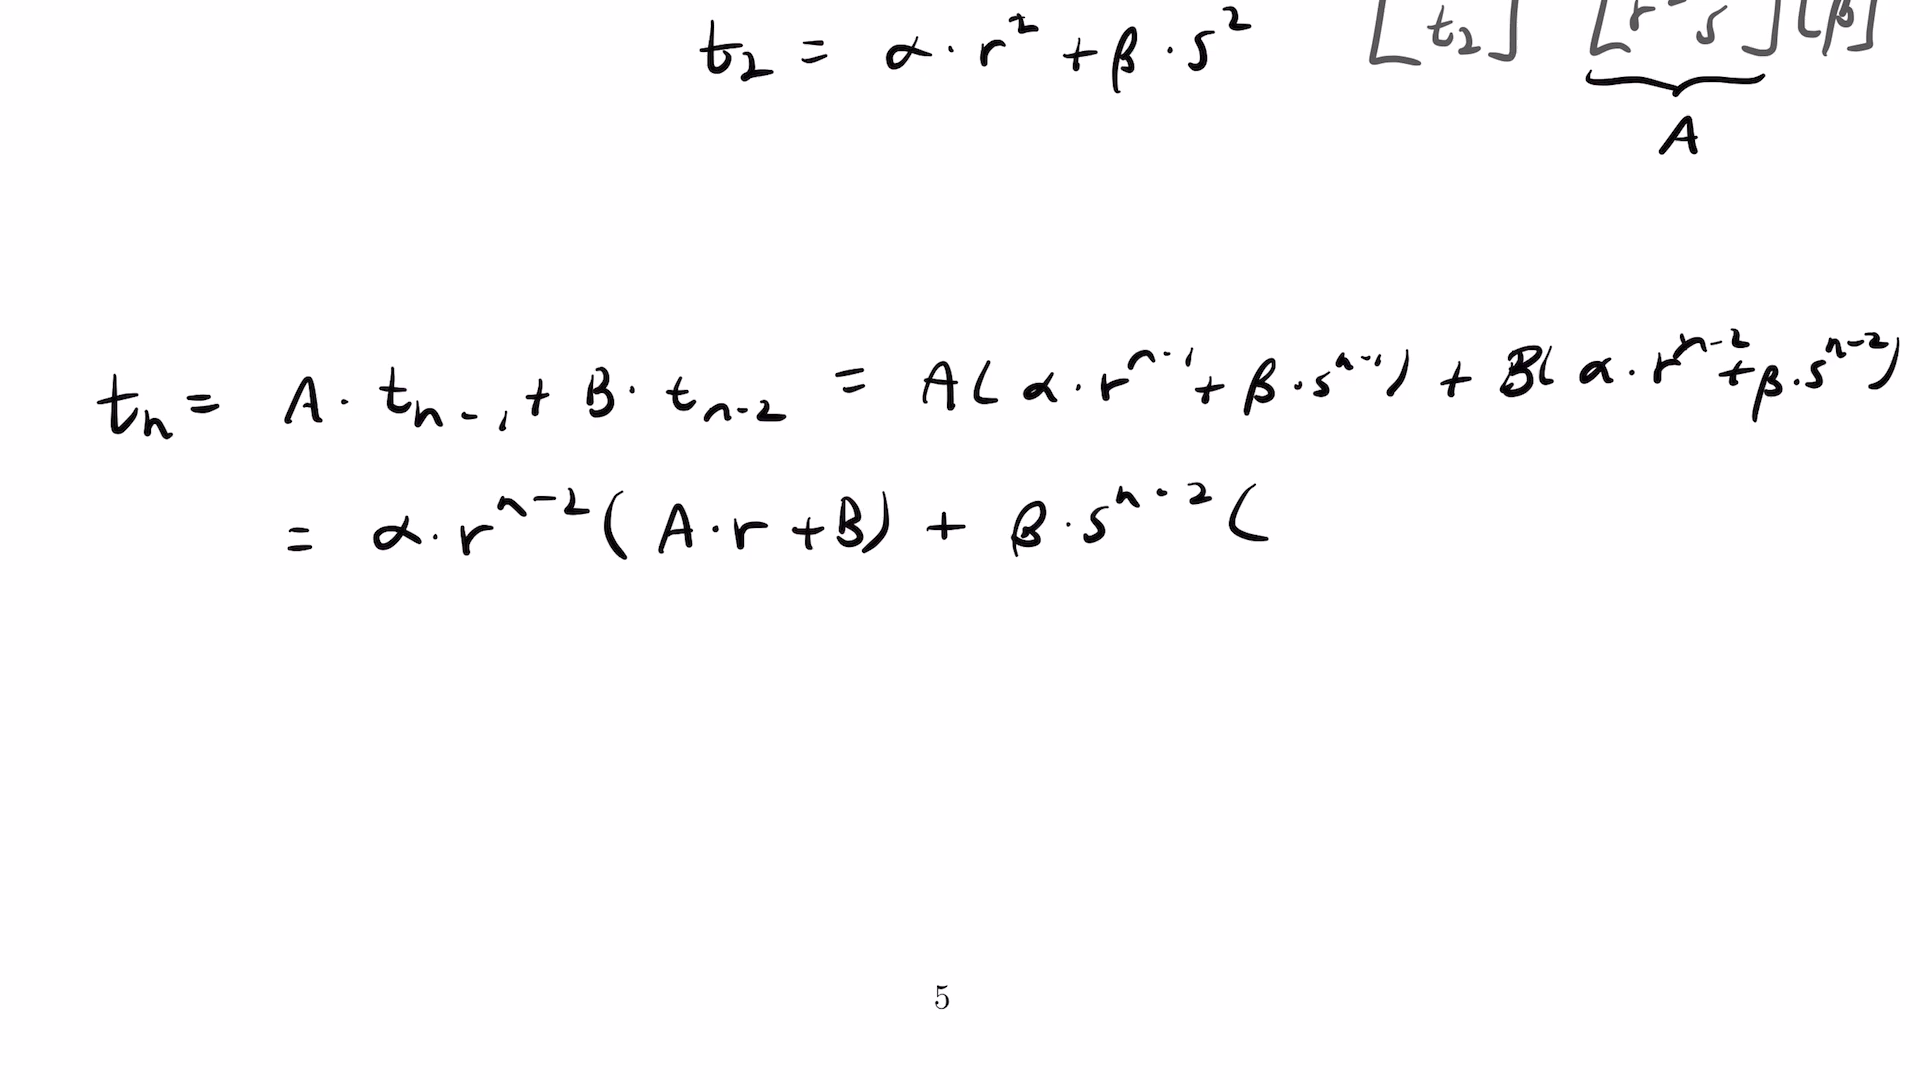 t₂ = α · r² + β · s² [ t₂ ] [ r² s ] [ β ]
A
tₙ = A · tₙ₋₁ + B · tₙ₋₂ = A( α · rⁿ⁻¹ + β · sⁿ⁻¹ ) + B( α · rⁿ⁻² + β · sⁿ⁻² )
= α · rⁿ⁻² ( A · r + B ) + β · sⁿ⁻² (
5